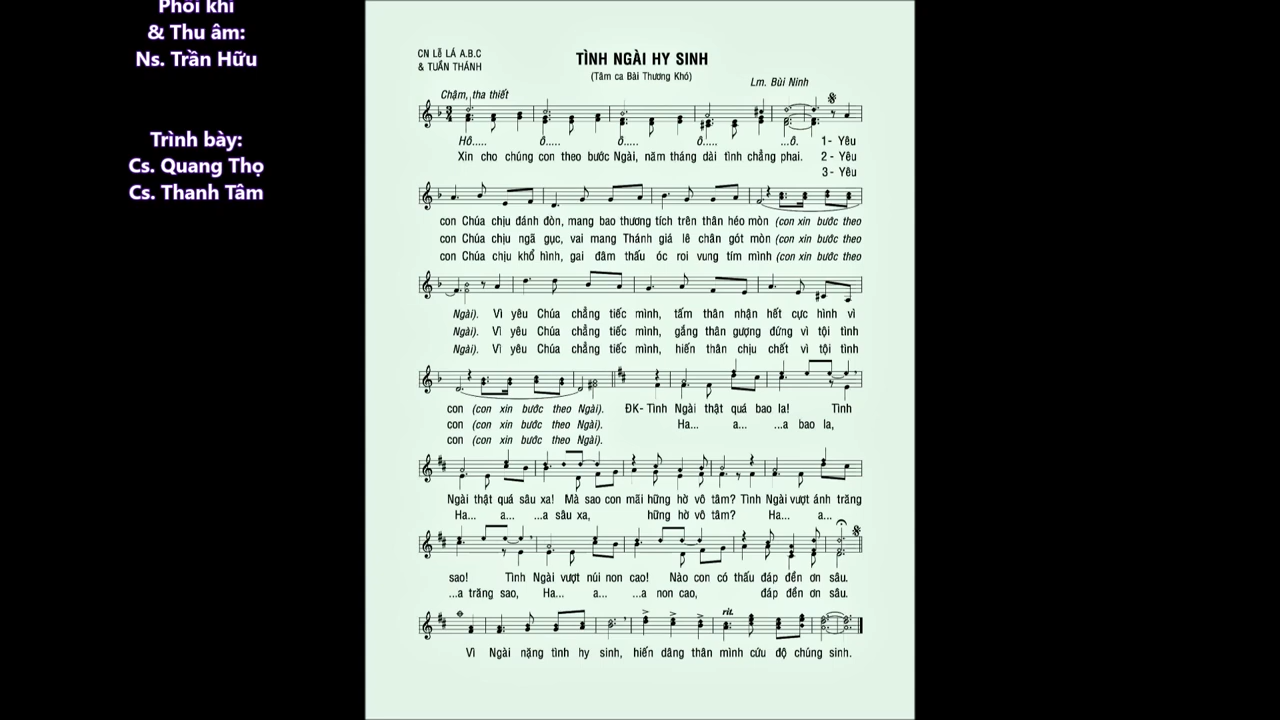 Phối khí
& Thu âm:
Ns. Trần Hữu
Trình bày:
Cs. Quang Thọ
Cs. Thanh Tâm
CN LỄ LÁ A.B.C
& TUẦN THÁNH
TÌNH NGÀI HY SINH
(Tâm ca Bài Thương Khó)
Lm. Bùi Ninh
Chậm, tha thiết
Hô..... ô..... ô..... ô..... ...ô. 1- Yêu
Xin cho chúng con theo bước Ngài, năm tháng dài tình chẳng phai. 2- Yêu
3- Yêu
con Chúa chịu đánh đòn, mang bao thương tích trên thân héo mòn (con xin bước theo
con Chúa chịu ngã gục, vai mang Thánh giá lê chân gót mòn (con xin bước theo
con Chúa chịu khổ hình, gai đâm thấu óc roi vung tím mình (con xin bước theo
Ngài). Vì yêu Chúa chẳng tiếc mình, tấm thân nhận hết cực hình vì
Ngài). Vì yêu Chúa chẳng tiếc mình, gắng thân gượng đứng vì tội tình
Ngài). Vì yêu Chúa chẳng tiếc mình, hiến thân chịu chết vì tội tình
con (con xin bước theo Ngài). ĐK- Tình Ngài thật quá bao la! Tình
con (con xin bước theo Ngài). Ha... a... ...a bao la,
con (con xin bước theo Ngài).
Ngài thật quá sâu xa! Mà sao con mãi hững hờ vô tâm? Tình Ngài vượt ánh trăng
Ha... a... ...a sâu xa, hững hờ vô tâm? Ha... a...
sao! Tình Ngài vượt núi non cao! Nào con có thấu đáp đền ơn sâu.
...a trăng sao, Ha... a... ...a non cao, đáp đền ơn sâu.
rit.
Vì Ngài nặng tình hy sinh, hiến dâng thân mình cứu độ chúng sinh.